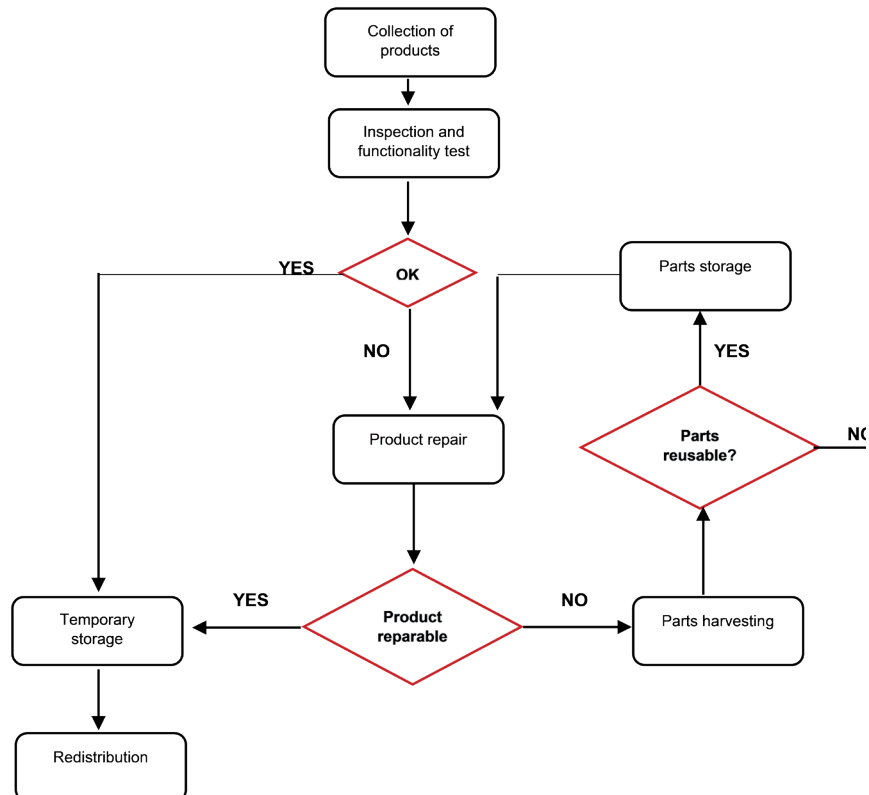 Collection of
products
Inspection and
functionality test
YES
OK
Parts storage
NO
YES
Product repair
Parts
reusable?
NO
Temporary
storage
YES
Product
reparable
NO
Parts harvesting
Redistribution